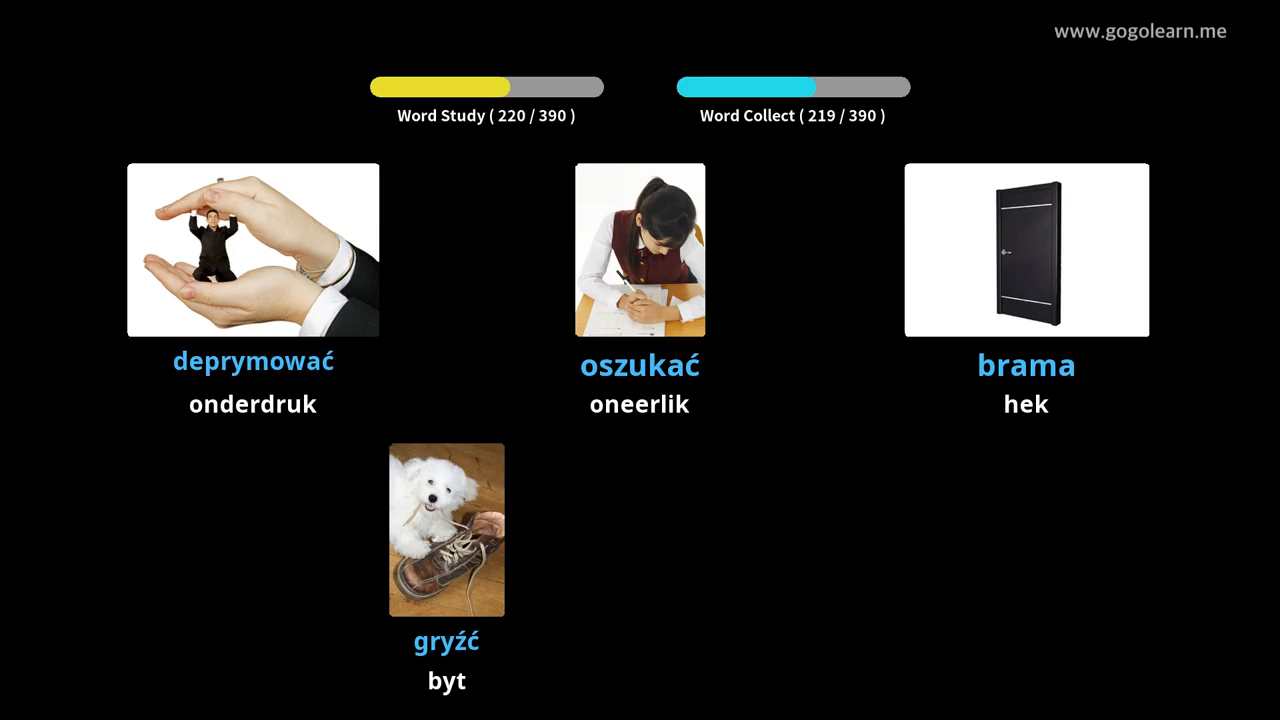 www.gogolearn.me
Word Study ( 220 / 390 )
Word Collect ( 219 / 390 )
deprymować
onderdruk
oszukać
oneerlik
brama
hek
gryźć
byt